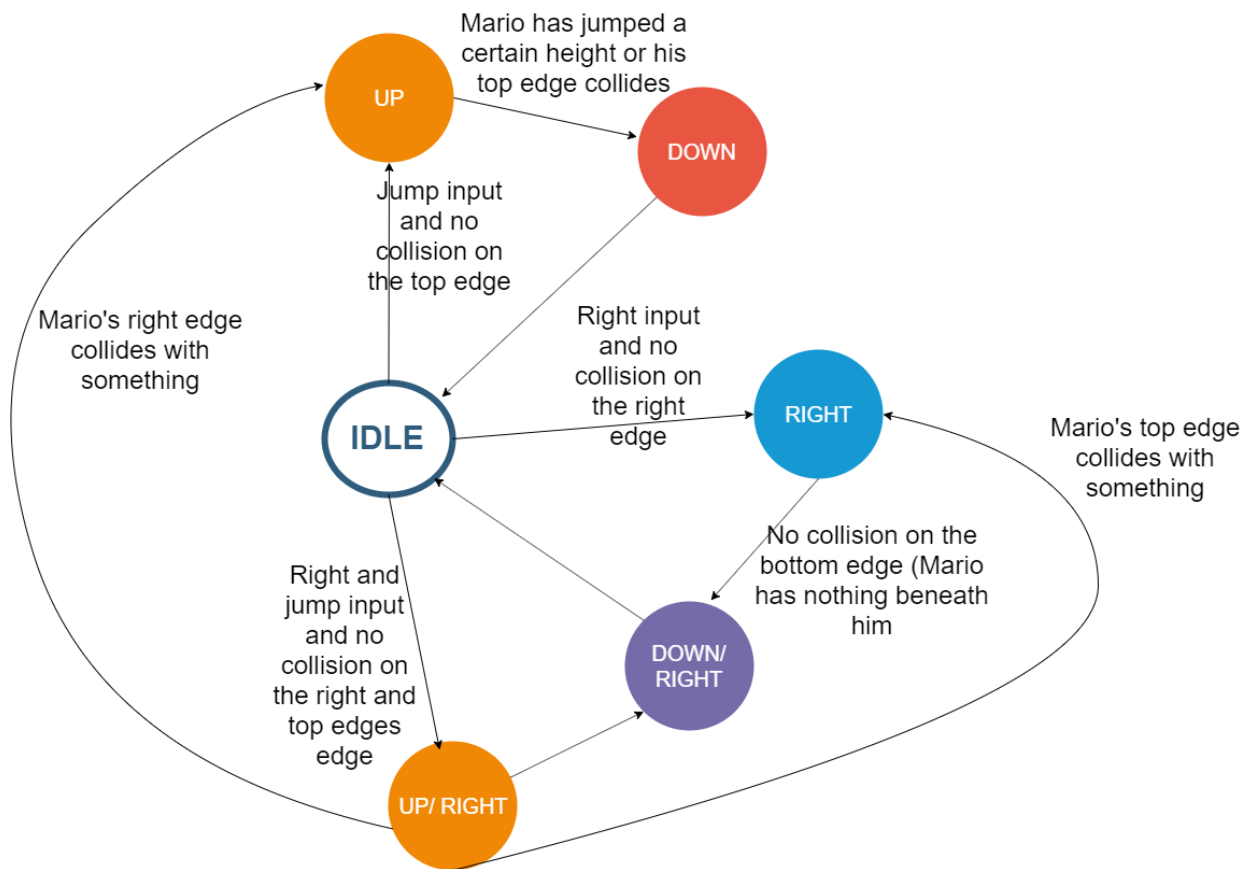 Mario has jumped a
certain height or his
top edge collides
UP
DOWN
Jump input
and no
collision on
the top edge
Mario's right edge
collides with
something
Right input
and no
collision on
the right
edge
IDLE
RIGHT
Mario's top edge
collides with
something
No collision on the
bottom edge (Mario
has nothing beneath
him
Right and
jump input
and no
collision on
the right and
top edges
edge
DOWN/
RIGHT
UP/ RIGHT